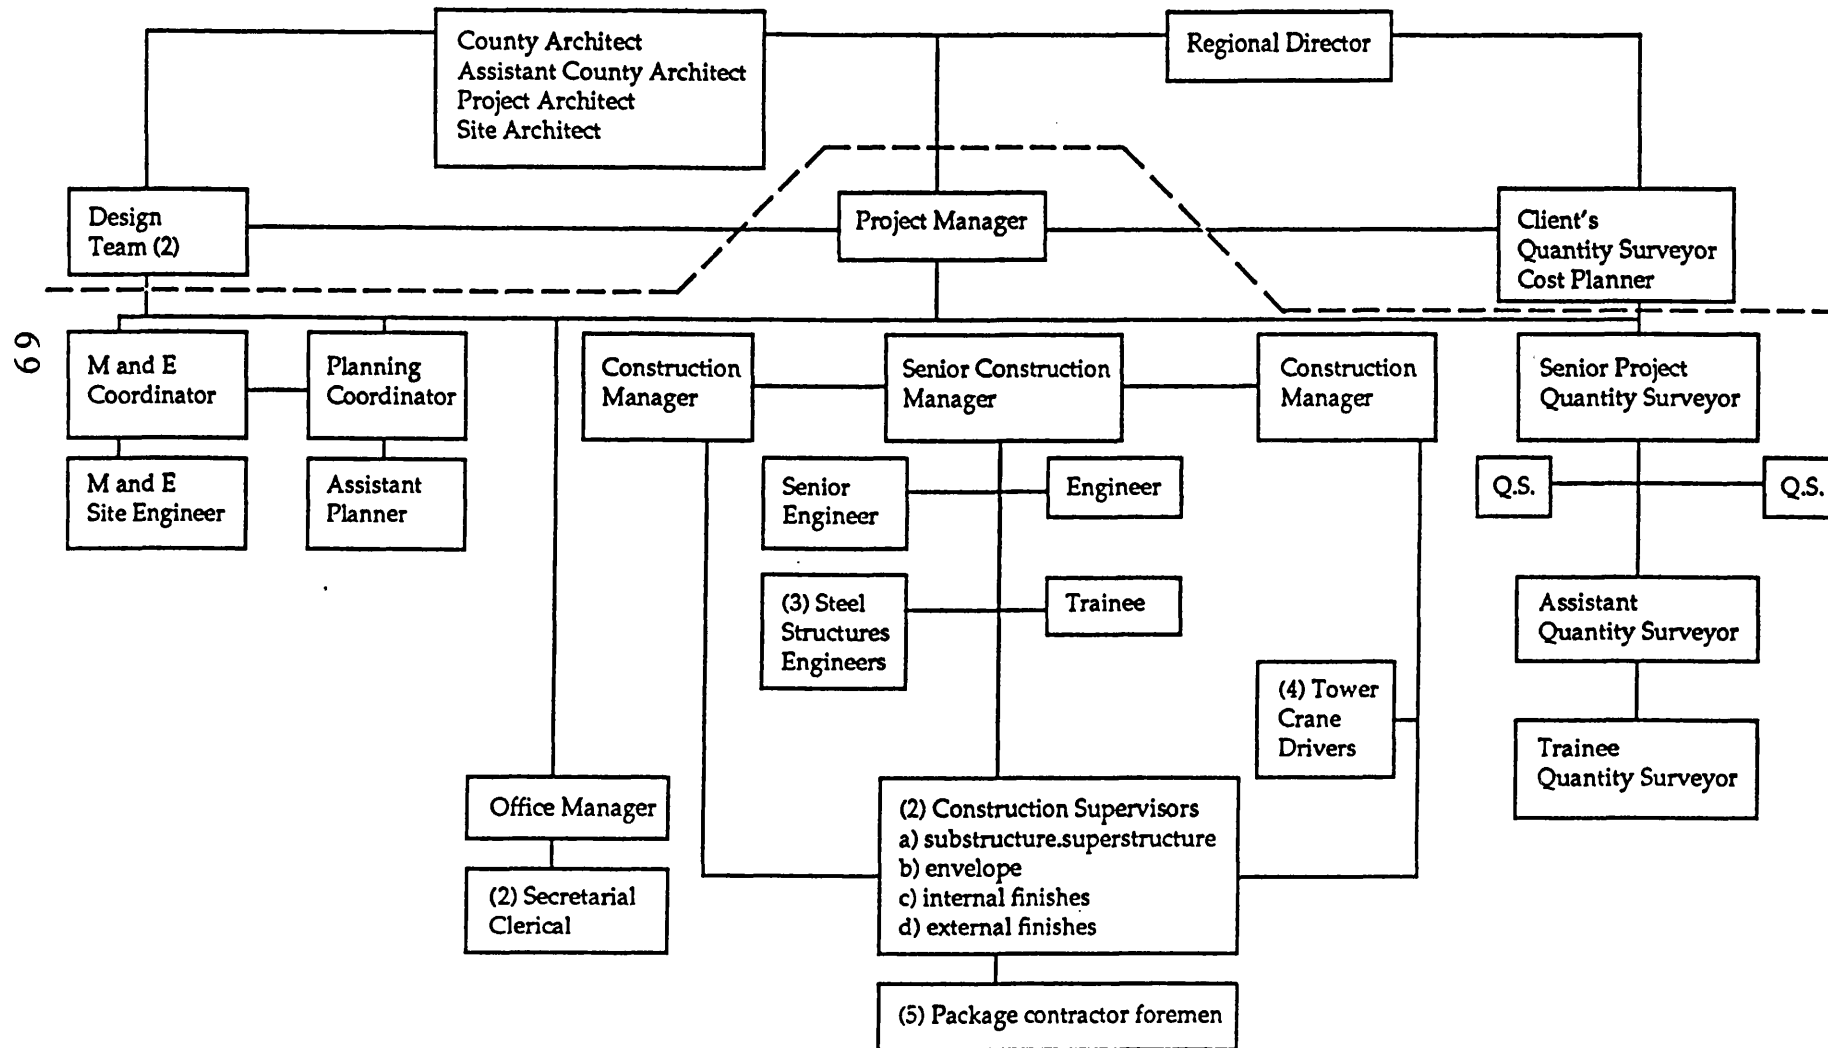 County Architect
Assistant County Architect
Project Architect
Site Architect
Regional Director
Design
Team (2)
Project Manager
Client's
Quantity Surveyor
Cost Planner
69
M and E
Coordinator
Planning
Coordinator
Construction
Manager
Senior Construction
Manager
Construction
Manager
Senior Project
Quantity Surveyor
M and E
Site Engineer
Assistant
Planner
Senior
Engineer
Engineer
Q.S.
Q.S.
(3) Steel
Structures
Engineers
Trainee
Assistant
Quantity Surveyor
(4) Tower
Crane
Drivers
Trainee
Quantity Surveyor
Office Manager
(2) Secretarial
Clerical
(2) Construction Supervisors
a) substructure.superstructure
b) envelope
c) internal finishes
d) external finishes
(5) Package contractor foremen